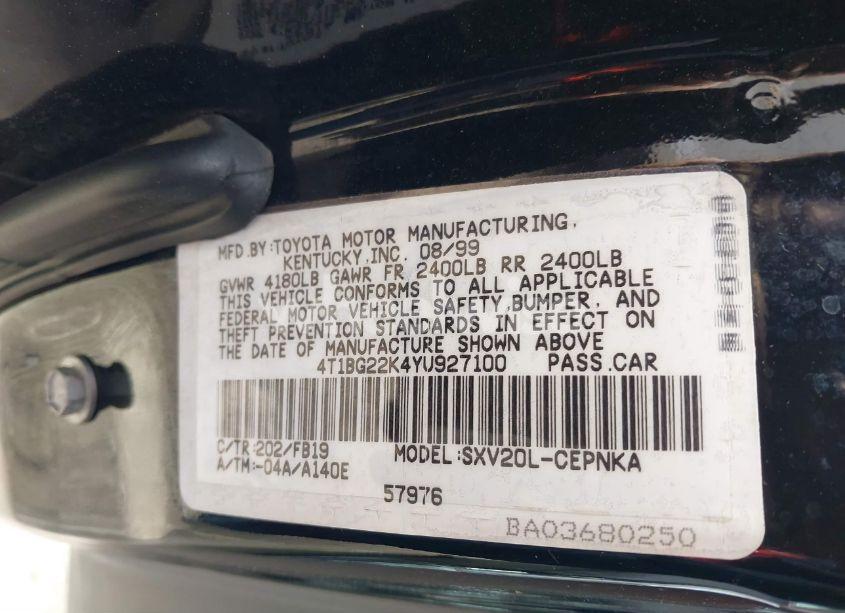 MFD.BY:TOYOTA MOTOR MANUFACTURING,
KENTUCKY,INC. 08/99
GVWR 4180LB GAWR FR 2400LB RR 2400LB
THIS VEHICLE CONFORMS TO ALL APPLICABLE
FEDERAL MOTOR VEHICLE SAFETY,BUMPER, AND
THEFT PREVENTION STANDARDS IN EFFECT ON
THE DATE OF MANUFACTURE SHOWN ABOVE
4T1BG22K4YU927100 PASS.CAR
C/TR:202/FB19 MODEL:SXV20L-CEPNKA
A/TM:-04A/A140E
57976
BA03680250